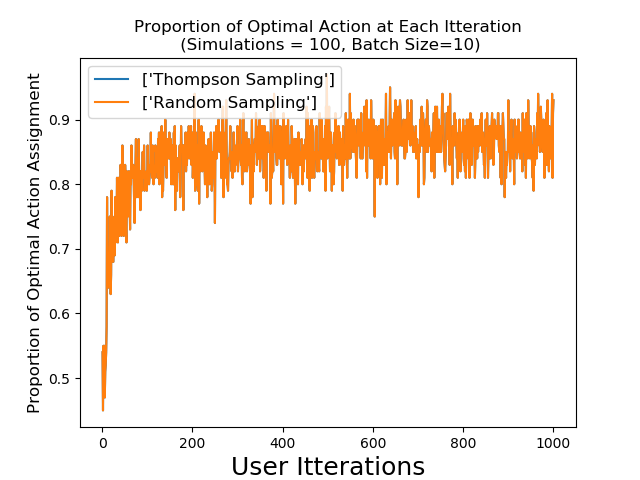 Proportion of Optimal Action at Each Itteration
(Simulations = 100, Batch Size=10)
['Thompson Sampling']
['Random Sampling']
Proportion of Optimal Action Assignment
0.9
0.8
0.7
0.6
0.5
0 200 400 600 800 1000
User Itterations